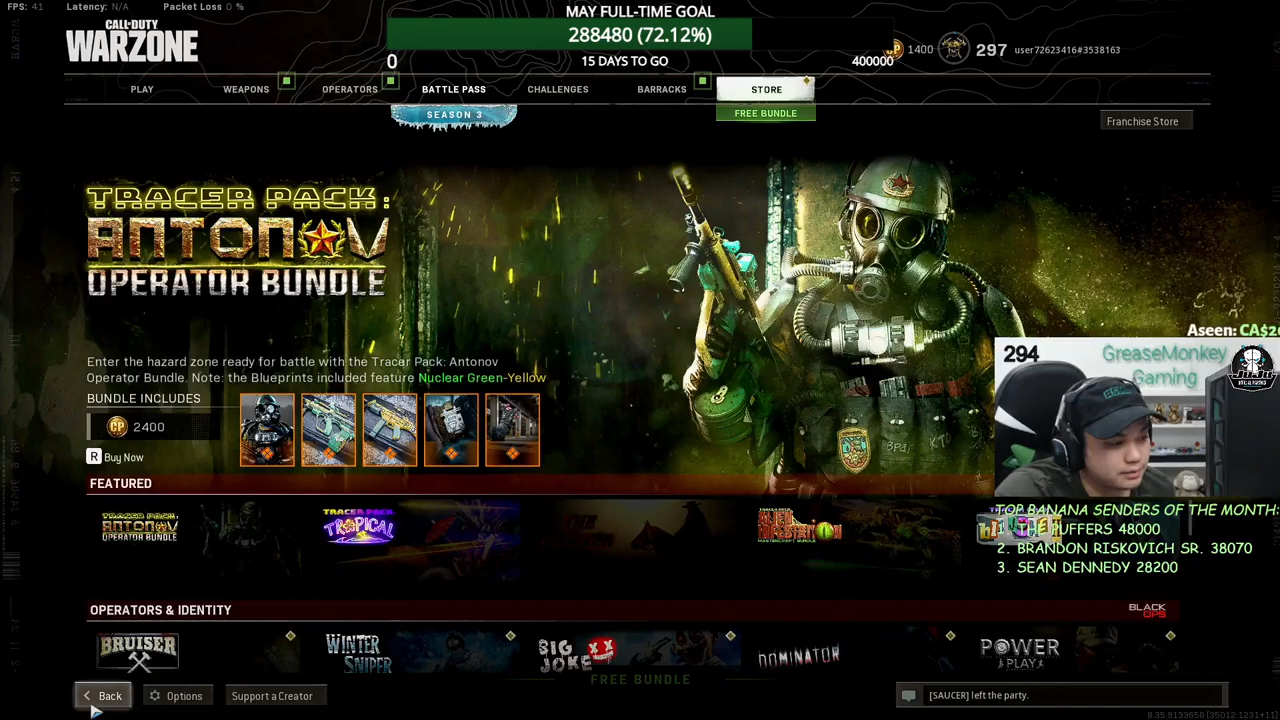 FPS: 41
Latency: N/A
Packet Loss 0 %
MAY FULL-TIME GOAL
288480 (72.12%)
0
15 DAYS TO GO
400000
CALL OF DUTY
WARZONE
CP 1400
297
user72623416#3538163
PLAY
WEAPONS
OPERATORS
BATTLE PASS
CHALLENGES
BARRACKS
STORE
SEASON 3
FREE BUNDLE
Franchise Store
TRACER PACK:
ANTONOV
OPERATOR BUNDLE
Enter the hazard zone ready for battle with the Tracer Pack: Antonov
Operator Bundle. Note: the Blueprints included feature Nuclear Green-Yellow
BUNDLE INCLUDES
CP 2400
R Buy Now
Aseen: CA$20
294
GreaseMonkey
Gaming
FEATURED
TRACER PACK:
ANTONOV
OPERATOR BUNDLE
TRACER PACK:
TROPICAL
TOP BANANA SENDERS OF THE MONTH:
PUFFERS 48000
2. BRANDON RISKOVICH SR. 38070
3. SEAN DENNEDY 28200
OPERATORS & IDENTITY
BLACK
OPS
BRUISER
WINTER
SNIPER
BIG
JOKE
DOMINATOR
POWER
PLAY
FREE BUNDLE
Back
Options
Support a Creator
[SAUCER] left the party.